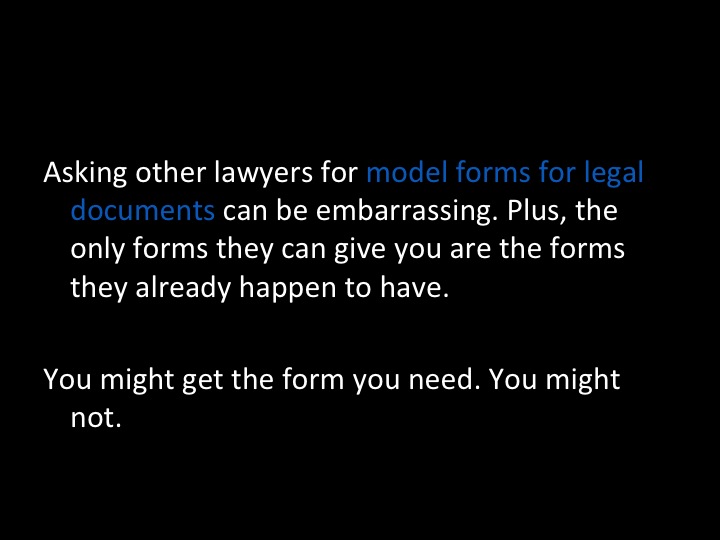 Asking other lawyers for model forms for legal
documents can be embarrassing. Plus, the
only forms they can give you are the forms
they already happen to have.
You might get the form you need. You might
not.